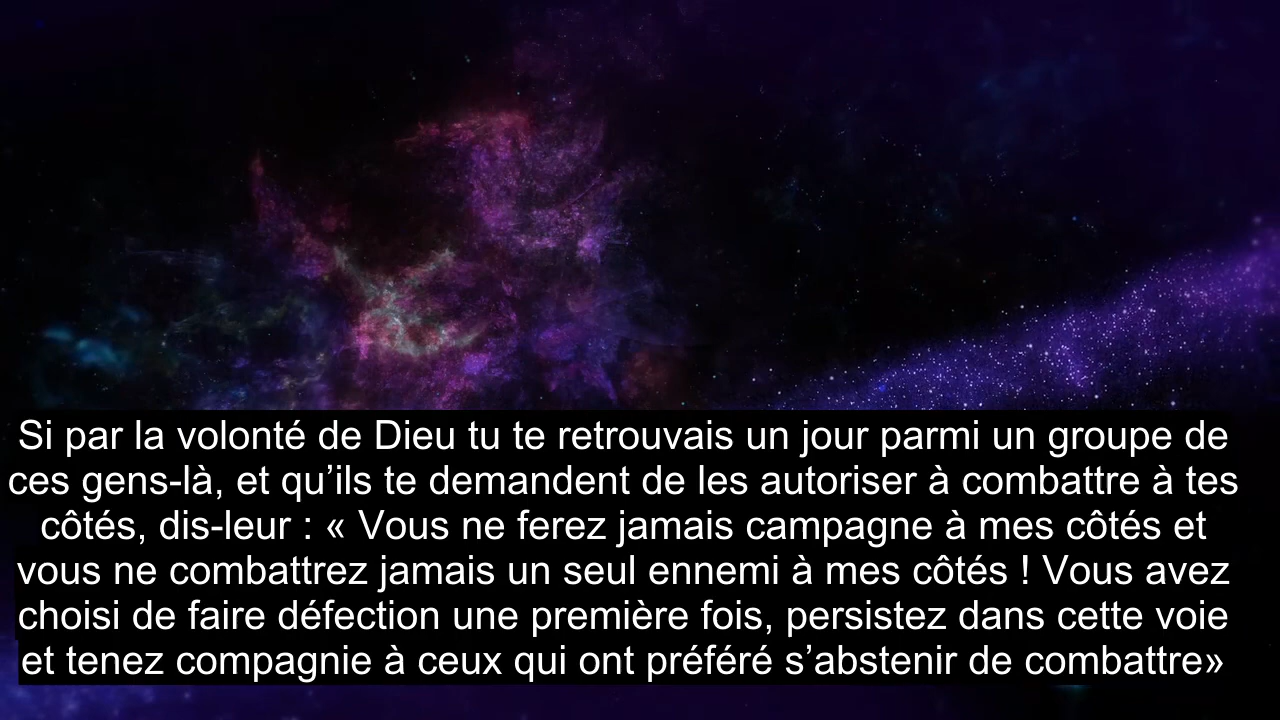 Si par la volonté de Dieu tu te retrouvais un jour parmi un groupe de
ces gens-là, et qu’ils te demandent de les autoriser à combattre à tes
côtés, dis-leur : « Vous ne ferez jamais campagne à mes côtés et
vous ne combattrez jamais un seul ennemi à mes côtés ! Vous avez
choisi de faire défection une première fois, persistez dans cette voie
et tenez compagnie à ceux qui ont préféré s’abstenir de combattre»